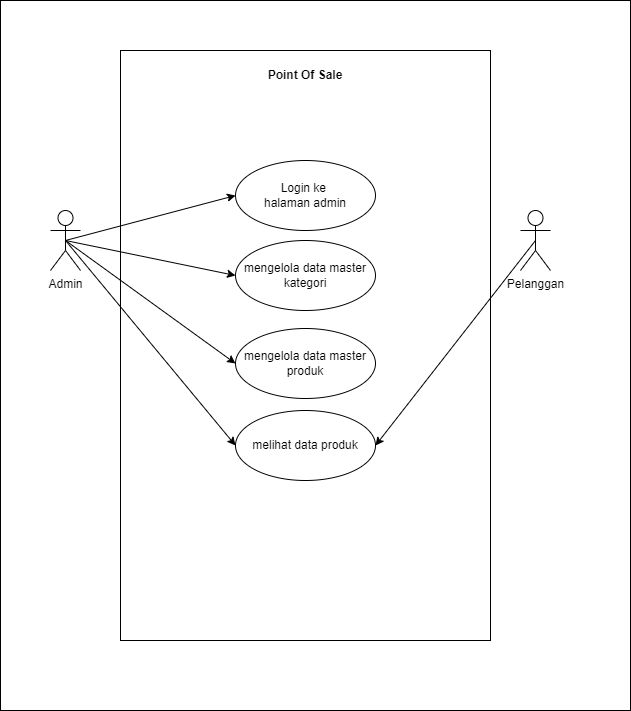 Point Of Sale
Login ke
halaman admin
mengelola data master
kategori
Admin
Pelanggan
mengelola data master
produk
melihat data produk